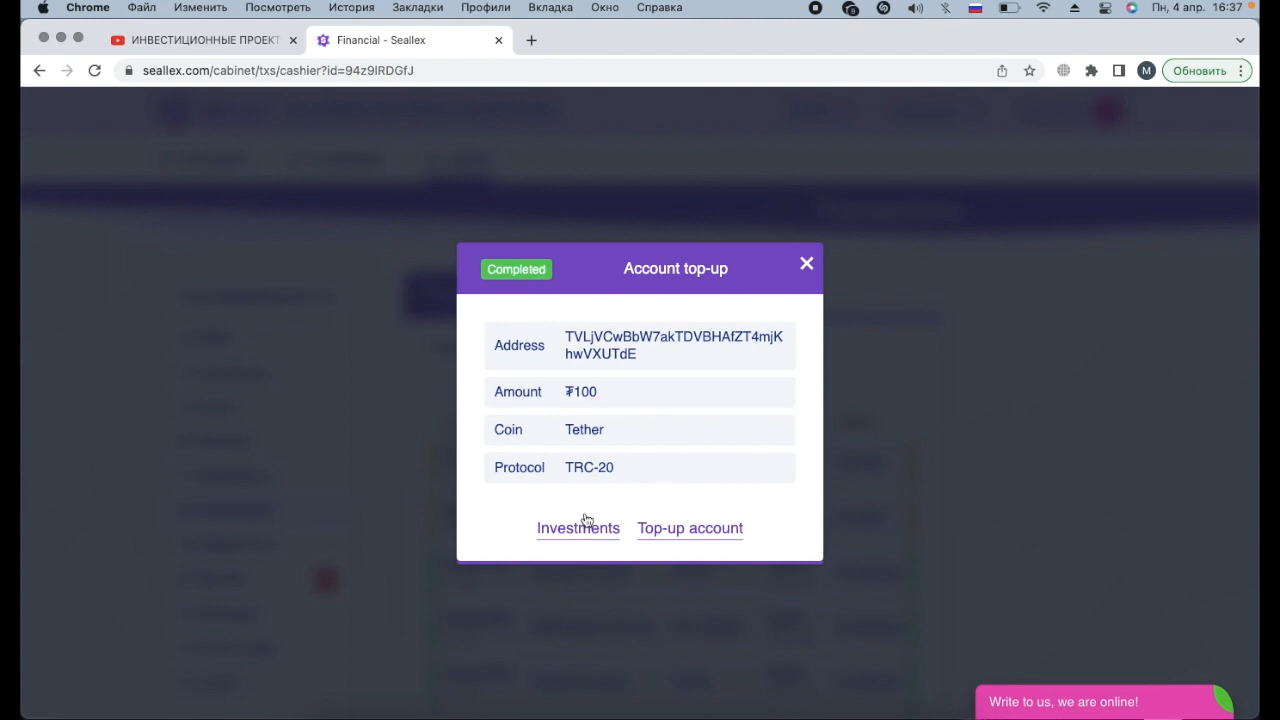 Chrome Файл Изменить Посмотреть История Закладки Профили Вкладка Окно Справка Пн, 4 апр. 16:37
ИНВЕСТИЦИОННЫЕ ПРОЕКТ
Financial - Seallex
seallex.com/cabinet/txs/cashier?id=94z9lRDGfJ
M
Обновить
Completed
Account top-up
Address
TVLjVCwBbW7akTDVBHAfZT4mjK
hwVXUTdE
Amount ₮100
Coin Tether
Protocol TRC-20
Investments Top-up account
Write to us, we are online!